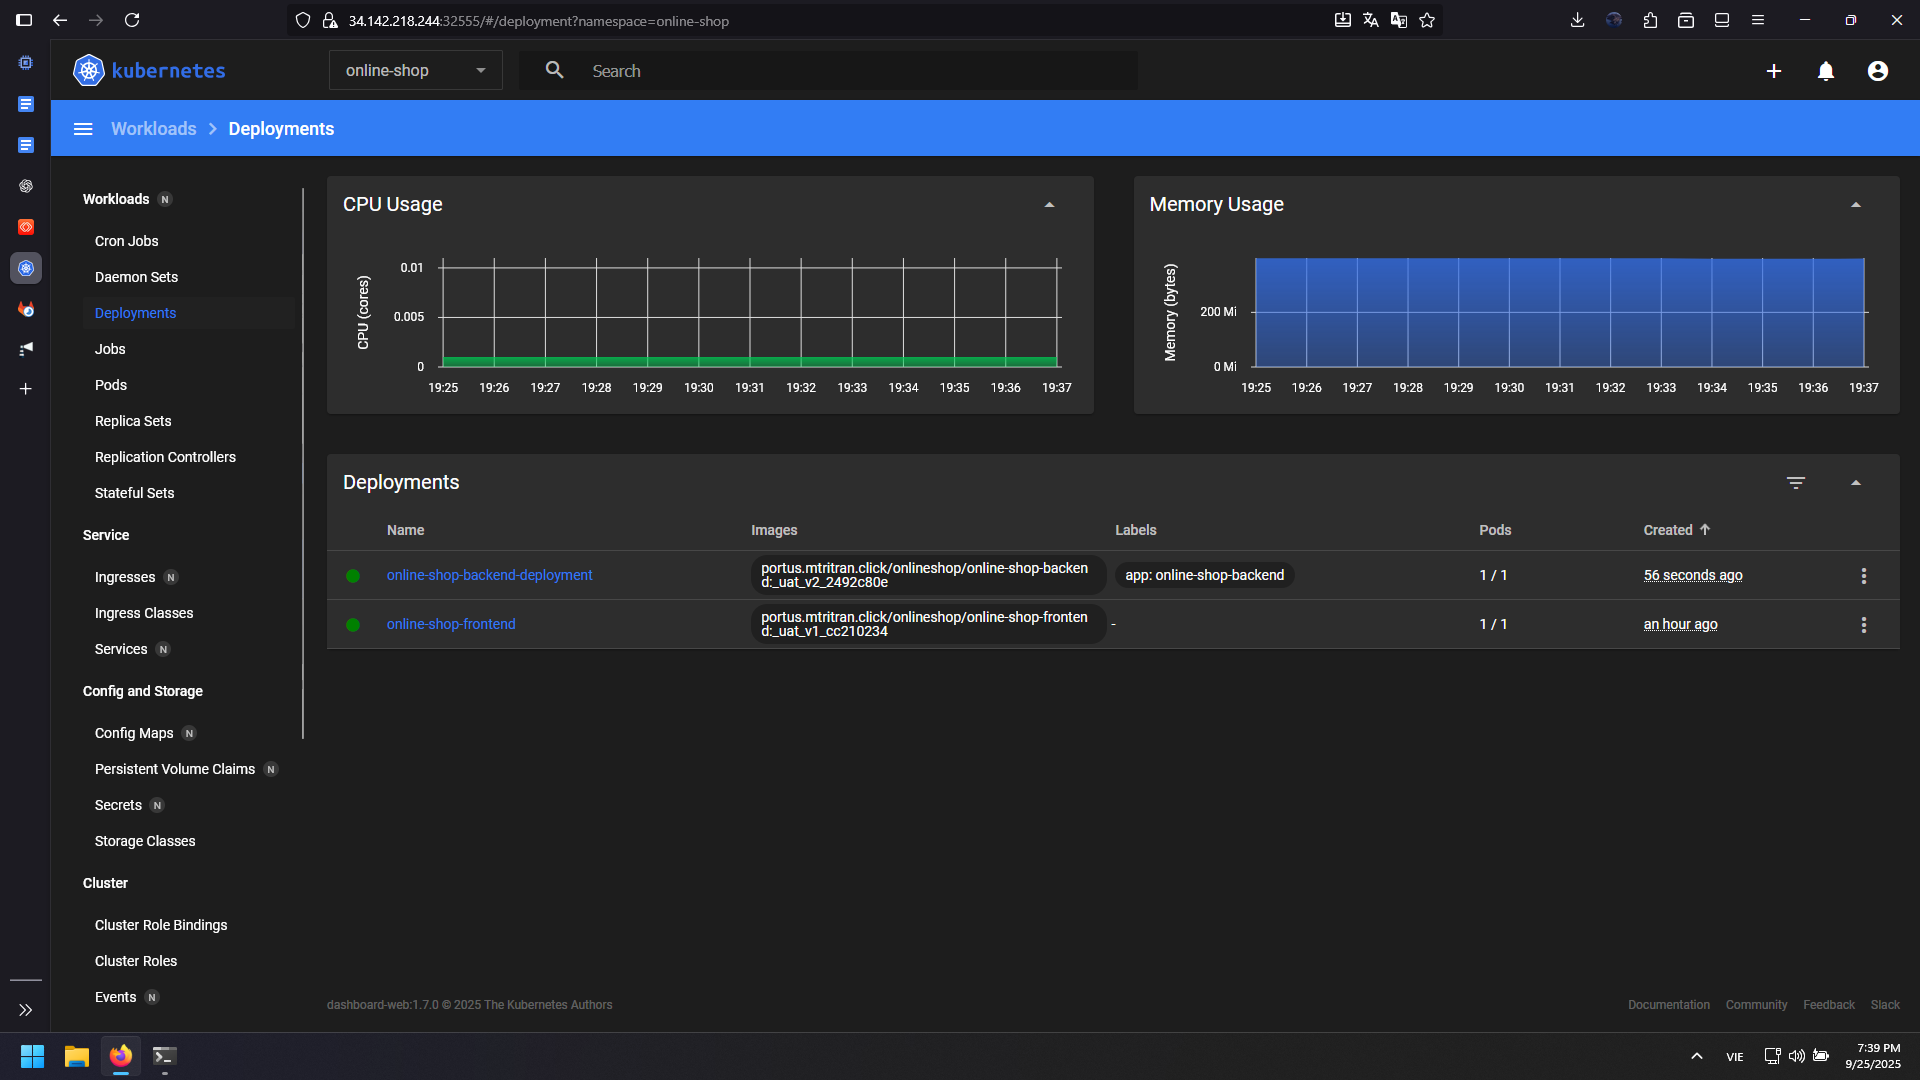 34.142.218.244:32555/#/deployment?namespace=online-shop
kubernetes
online-shop
Search
Workloads
Deployments
Workloads N
Cron Jobs
Daemon Sets
Deployments
Jobs
Pods
Replica Sets
Replication Controllers
Stateful Sets
Service
Ingresses N
Ingress Classes
Services N
Config and Storage
Config Maps N
Persistent Volume Claims N
Secrets N
Storage Classes
Cluster
Cluster Role Bindings
Cluster Roles
Events N
CPU Usage
CPU (cores)
0.01
0.005
0
19:25 19:26 19:27 19:28 19:29 19:30 19:31 19:32 19:33 19:34 19:35 19:36 19:37
Memory Usage
Memory (bytes)
200 Mi
0 Mi
19:25 19:26 19:27 19:28 19:29 19:30 19:31 19:32 19:33 19:34 19:35 19:36 19:37
Deployments
Name Images Labels Pods Created
online-shop-backend-deployment
portus.mtritran.click/onlineshop/online-shop-backen
d:_uat_v2_2492c80e
app: online-shop-backend
1 / 1
56 seconds ago
online-shop-frontend
portus.mtritran.click/onlineshop/online-shop-fronten
d:_uat_v1_cc210234
-
1 / 1
an hour ago
dashboard-web:1.7.0 © 2025 The Kubernetes Authors
Documentation Community Feedback Slack
VIE
7:39 PM
9/25/2025